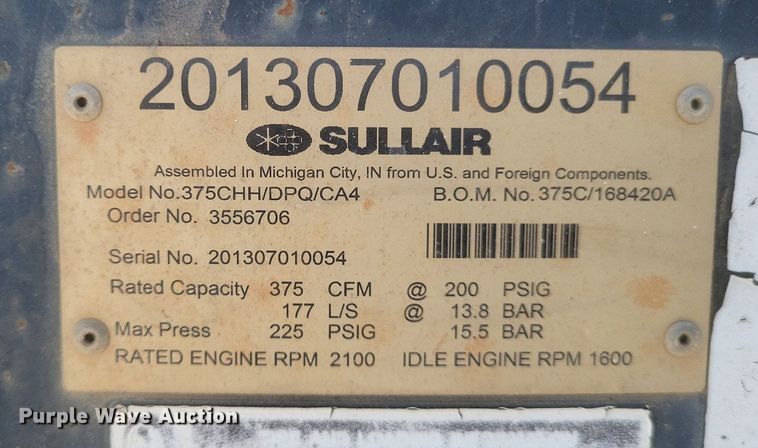 201307010054
SULLAIR
Assembled In Michigan City, IN from U.S. and Foreign Components.
Model No.375CHH/DPQ/CA4 B.O.M. No.375C/168420A
Order No. 3556706
Serial No. 201307010054
Rated Capacity 375 CFM @ 200 PSIG
177 L/S @ 13.8 BAR
Max Press 225 PSIG 15.5 BAR
RATED ENGINE RPM 2100 IDLE ENGINE RPM 1600
Purple Wave Auction